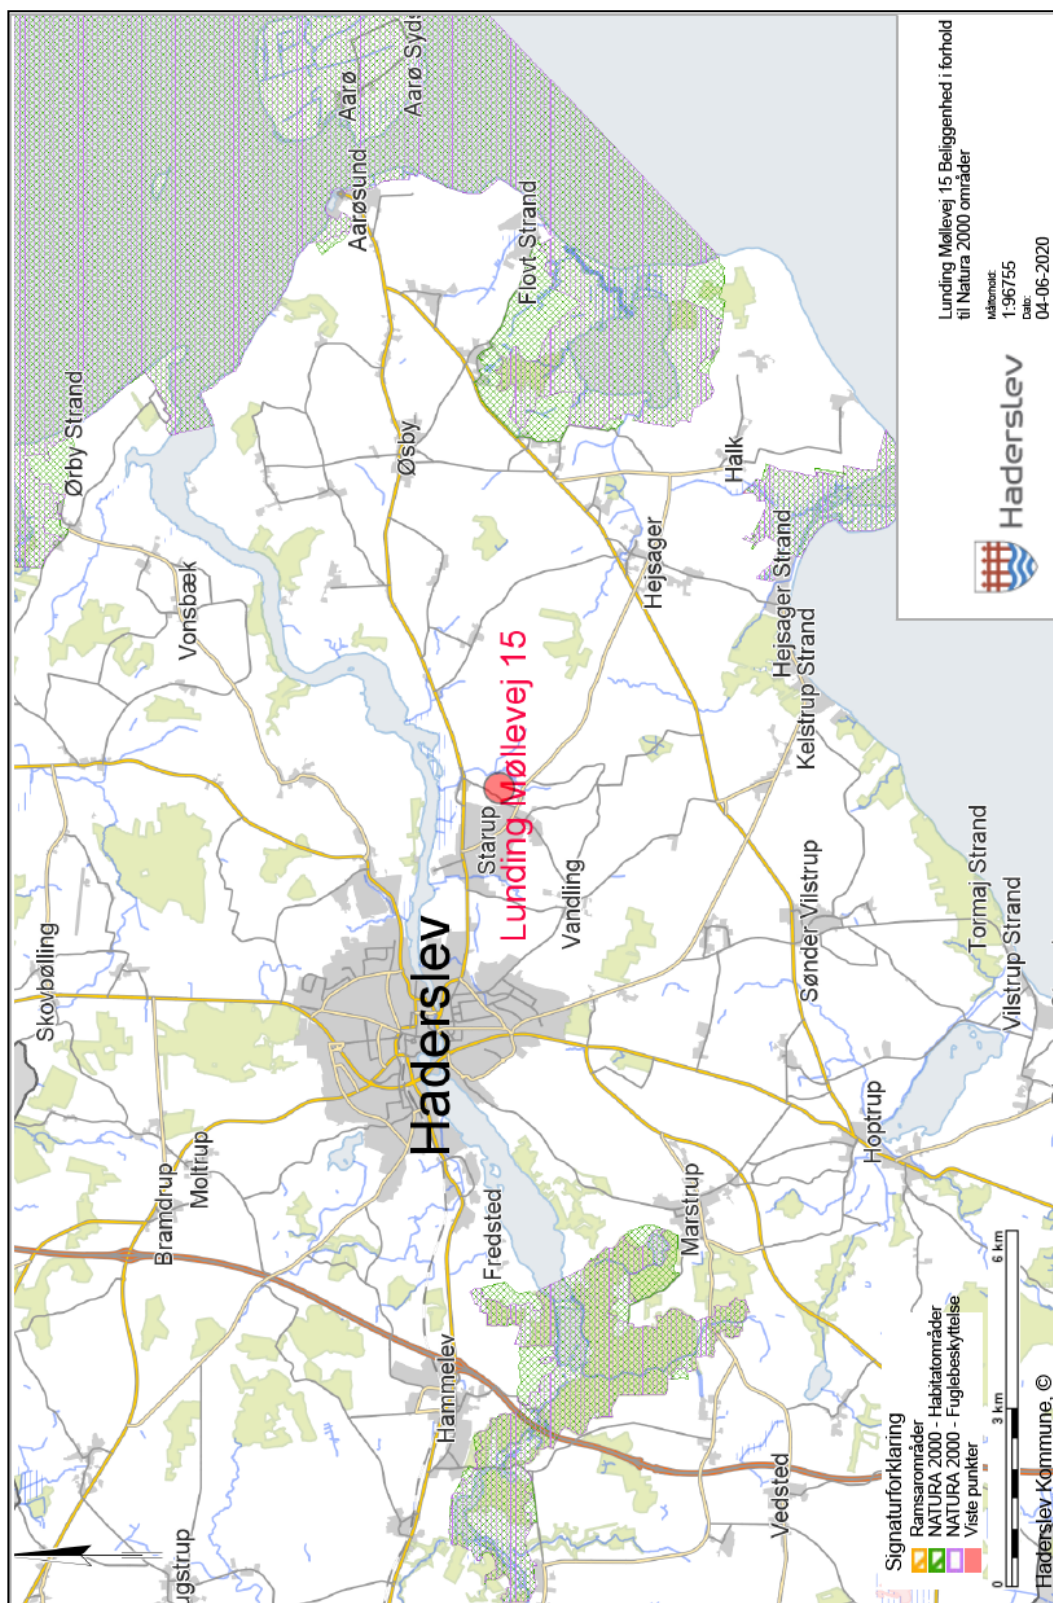 Ørby Strand
Aarø
Aarø Syds
Aarøsund
Flovt Strand
Øsby
Halk
Vonsbæk
Hejsager
Hejsager Strand
Kelstrup Strand
Lunding Møllevej 15
Starup
Vandling
Skovbølling
Haderslev
Sønder Vilstrup
Tormaj Strand
Vilstrup Strand
Moltrup
Bramdrup
Fredsted
Marstrup
Hoptrup
Hammelev
Vedsted
ugstrup
Signaturforklaring
Ramsarområder
NATURA 2000 - Habitatområder
NATURA 2000 - Fuglebeskyttelse
Viste punkter
0 3 km 6 km
Haderslev Kommune, ©
Haderslev
Lunding Møllevej 15 Beliggenhed i forhold
til Natura 2000 områder
Målforhold:
1:96755
Dato:
04-06-2020